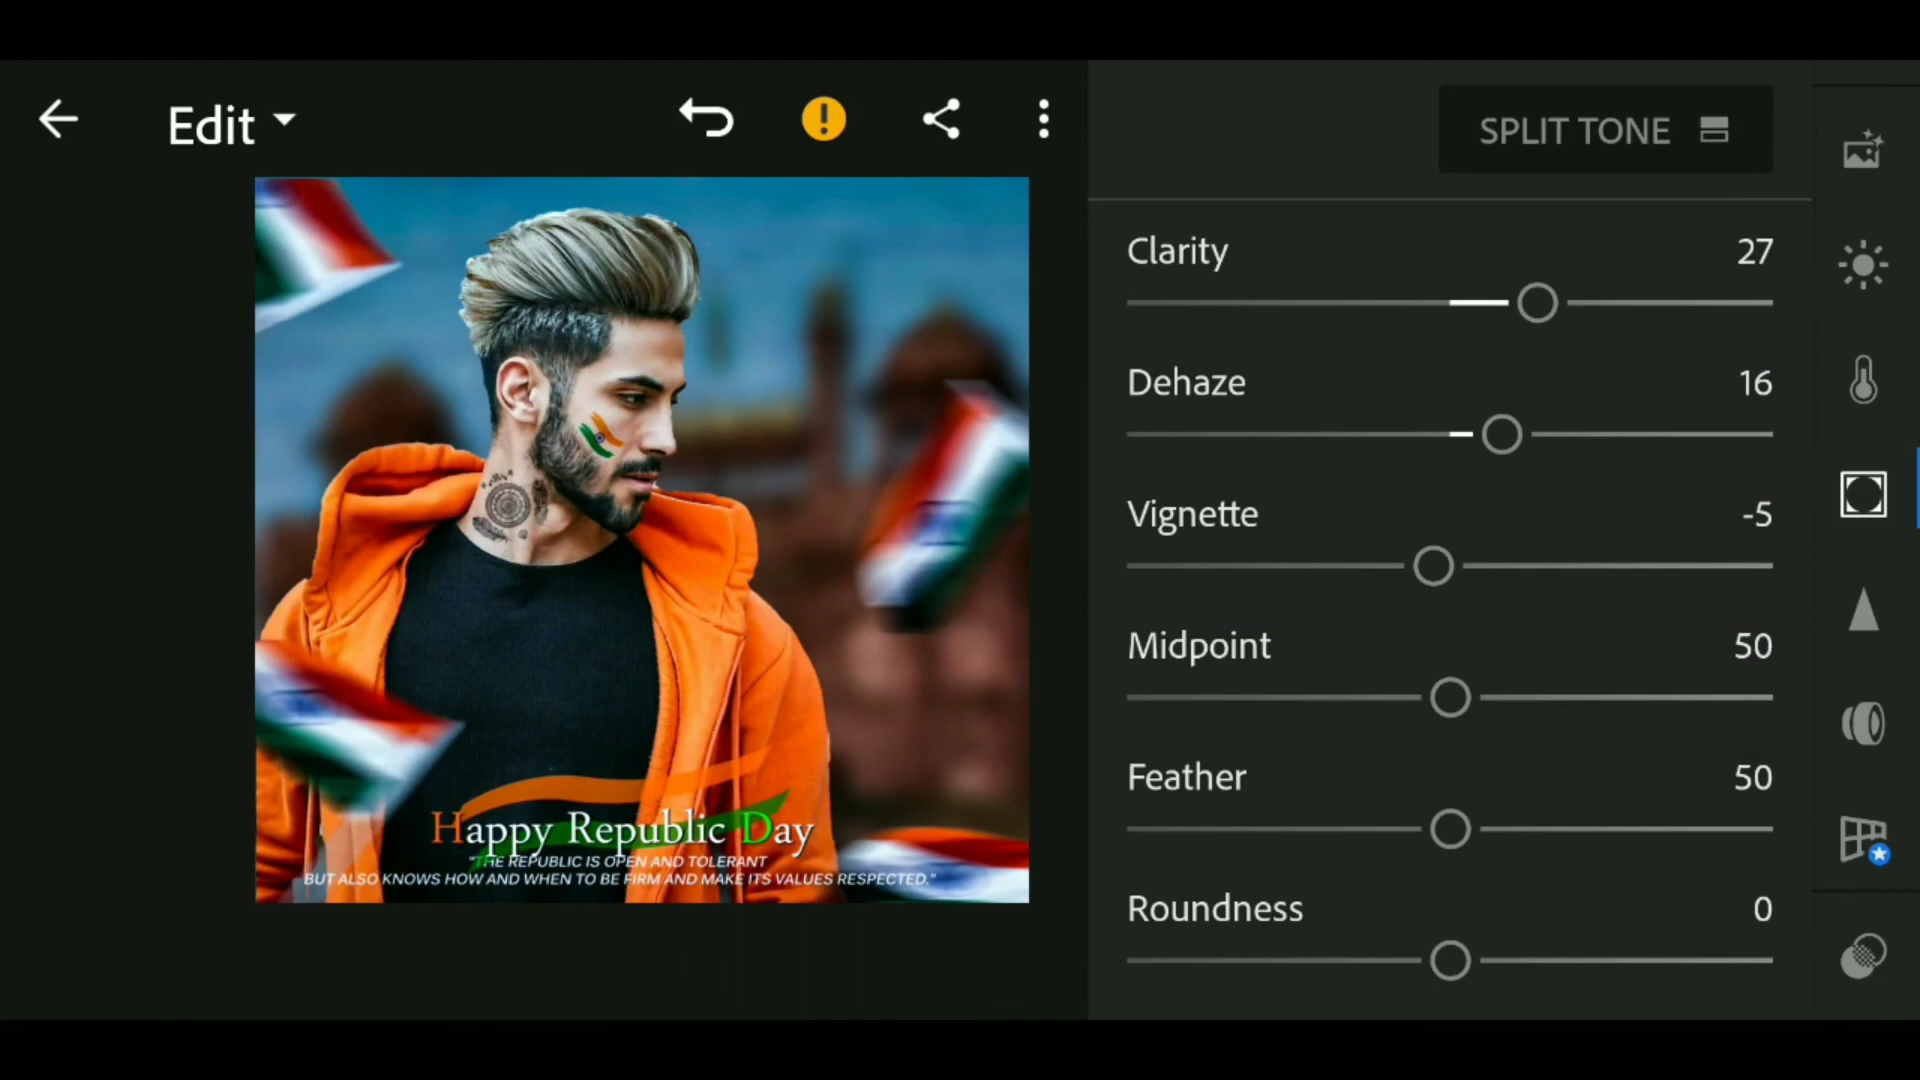 Edit
SPLIT TONE
Clarity 27
Dehaze 16
Vignette -5
Midpoint 50
Feather 50
Roundness 0
Happy Republic Day
"THE REPUBLIC IS OPEN AND TOLERANT
BUT ALSO KNOWS HOW AND WHEN TO BE FIRM AND MAKE ITS VALUES RESPECTED."